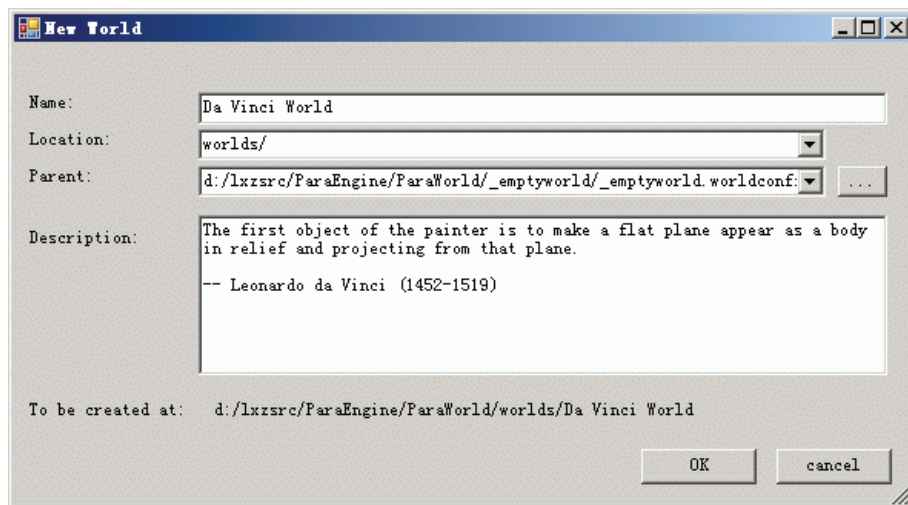 New World
Name:
Da Vinci World
Location:
worlds/
Parent:
d:/lxzsrc/ParaEngine/ParaWorld/_emptyworld/_emptyworld.worldconf:
...
Description:
The first object of the painter is to make a flat plane appear as a body
in relief and projecting from that plane.
-- Leonardo da Vinci (1452-1519)
To be created at:
d:/lxzsrc/ParaEngine/ParaWorld/worlds/Da Vinci World
OK
cancel